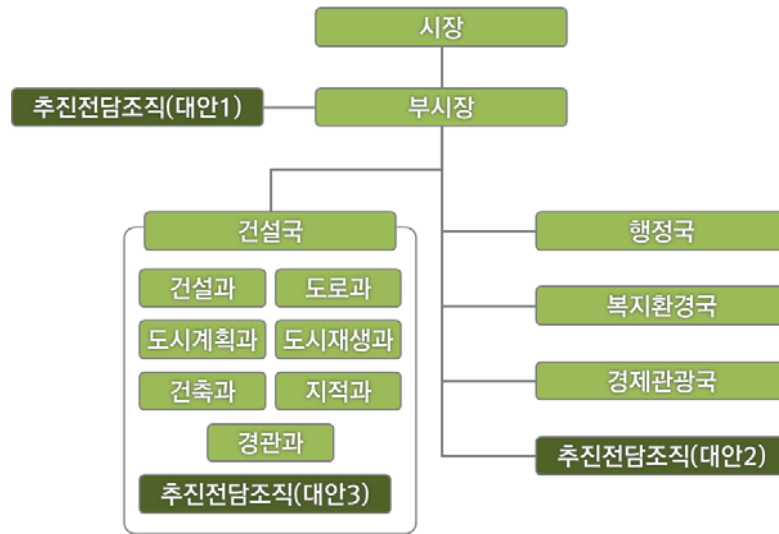 시장
추진전담조직(대안1)
부시장
건설국
행정국
건설과
도로과
복지환경국
도시계획과
도시재생과
건축과
지적과
경제관광국
경관과
추진전담조직(대안2)
추진전담조직(대안3)